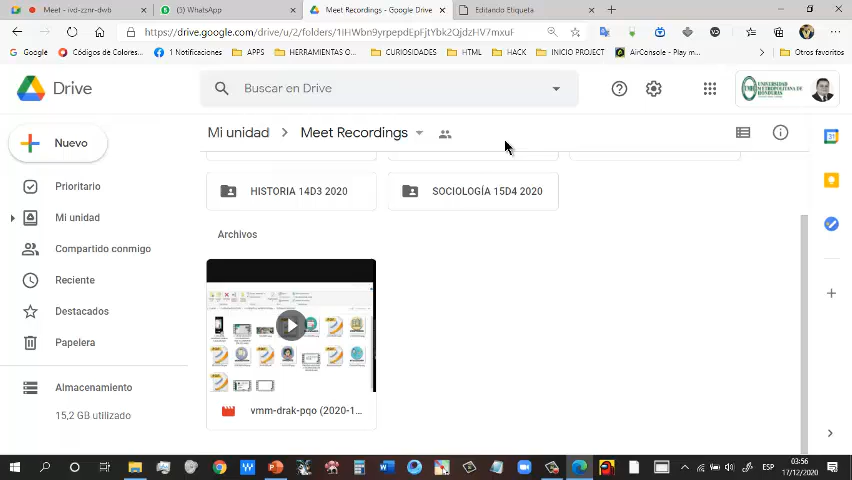 Meet - ivd-zznr-dwb
(3) WhatsApp
Meet Recordings - Google Drive
Editando Etiqueta
https://drive.google.com/drive/u/2/folders/1IHWbn9yrpepdEpFjtYbk2QjdzHV7mxuF
Google
Códigos de Colores...
1 Notificaciones
APPS
HERRAMIENTAS O...
CURIOSIDADES
HTML
HACK
INICIO PROJECT
AirConsole - Play m...
Otros favoritos
Drive
Buscar en Drive
UNIVERSIDAD
METROPOLITANA DE
HONDURAS
Nuevo
Mi unidad
Meet Recordings
Prioritario
Mi unidad
Compartido conmigo
Reciente
Destacados
Papelera
Almacenamiento
15,2 GB utilizado
HISTORIA 14D3 2020
SOCIOLOGÍA 15D4 2020
Archivos
vmm-drak-pqo (2020-1...
ESP
03:56
17/12/2020